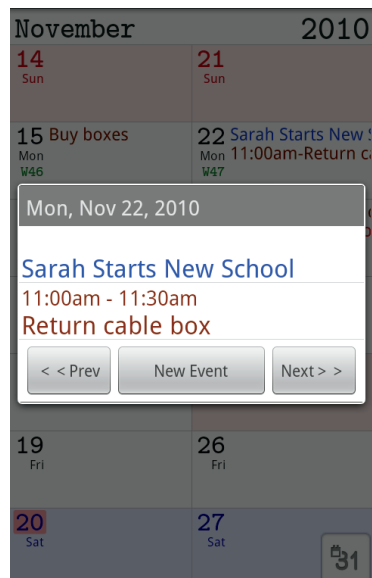 November 2010
14
Sun
21
Sun
15 Buy boxes
Mon
W46
22 Sarah Starts New
Mon 11:00am-Return
W47
Mon, Nov 22, 2010
Sarah Starts New School
11:00am - 11:30am
Return cable box
< < Prev
New Event
Next > >
19
Fri
26
Fri
20
Sat
27
Sat
31